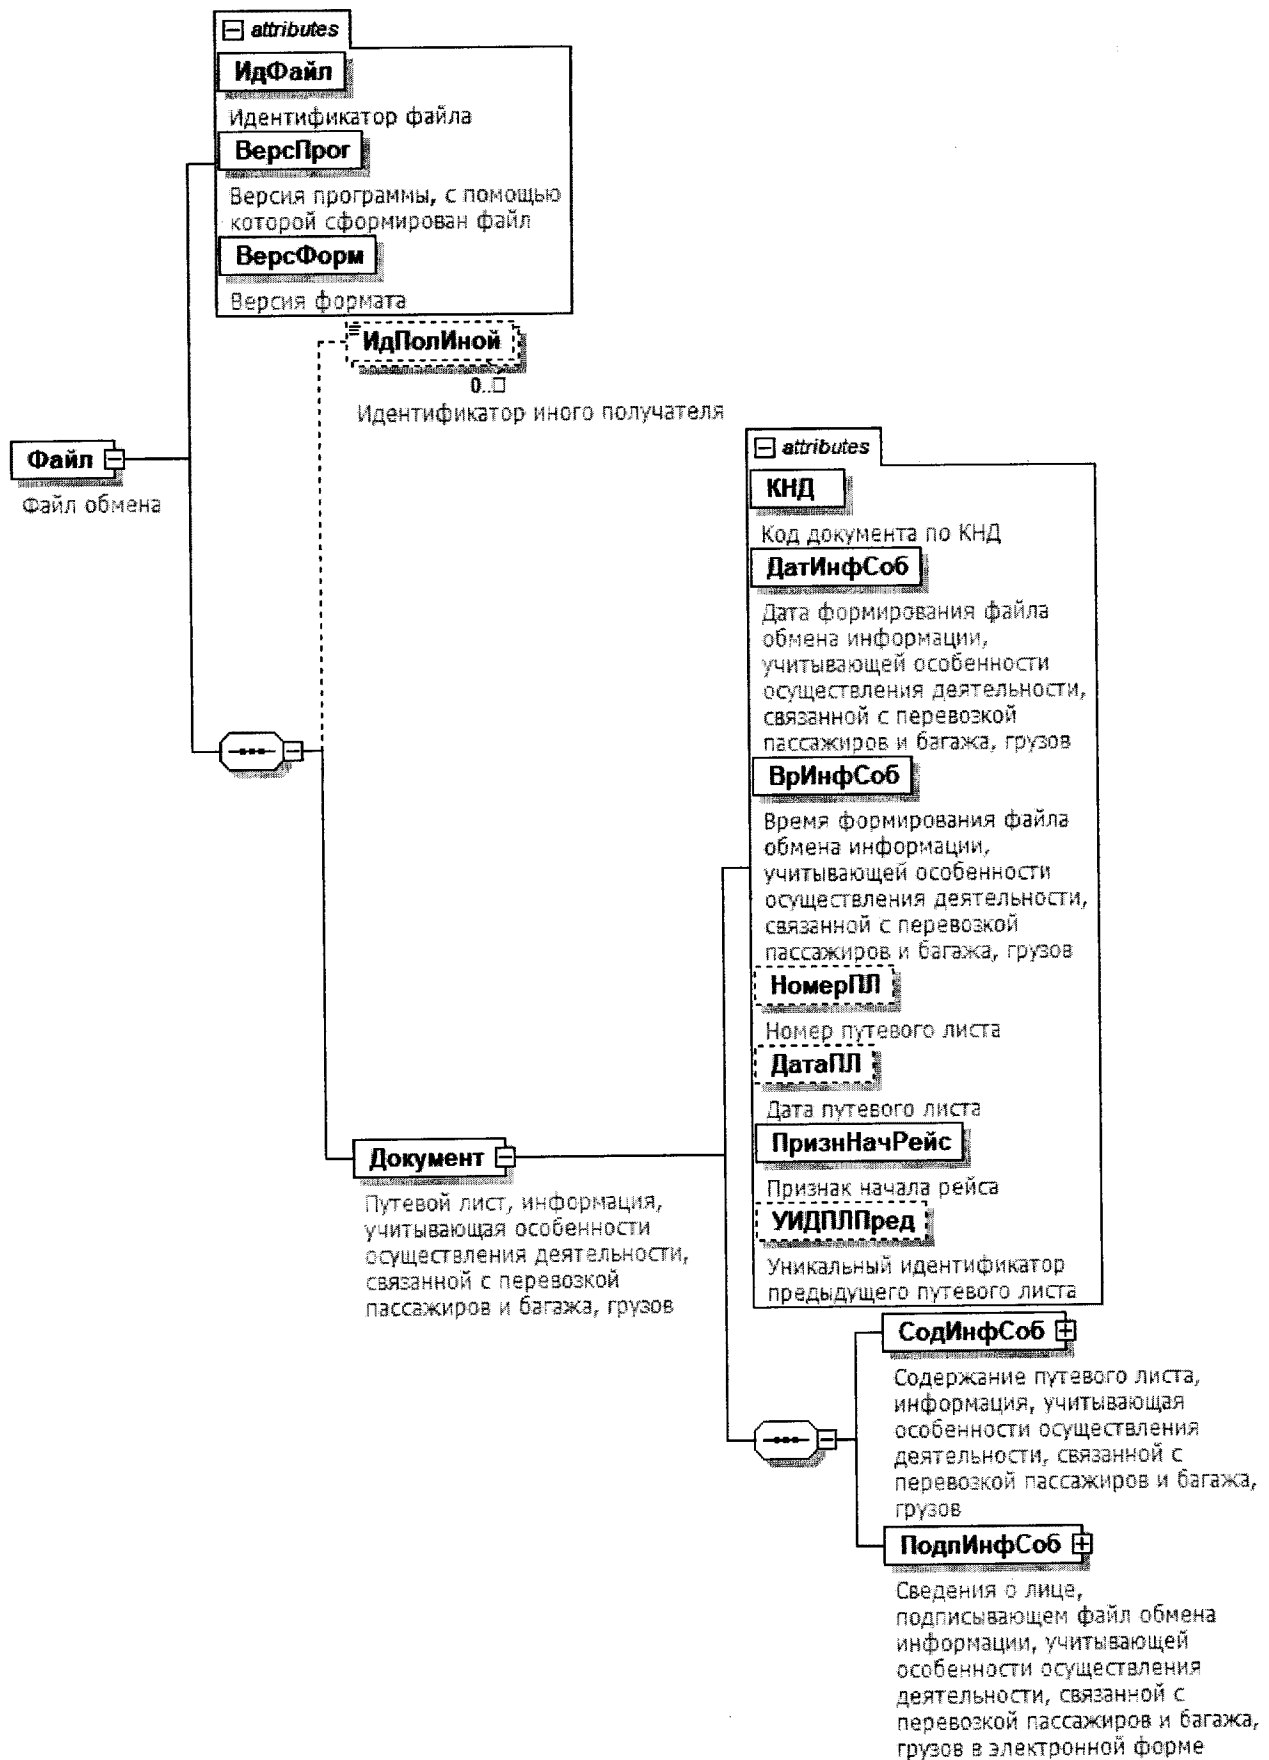 attributes
ИдФайл
Идентификатор файла
ВерсПрог
Версия программы, с помощью
которой сформирован файл
ВерсФорм
Версия формата
ИдПолИной
0..□
Идентификатор иного получателя
Файл
Файл обмена
attributes
КНД
Код документа по КНД
ДатИнфСоб
Дата формирования файла
обмена информации,
учитывающей особенности
осуществления деятельности,
связанной с перевозкой
пассажиров и багажа, грузов
ВрИнфСоб
Время формирования файла
обмена информации,
учитывающей особенности
осуществления деятельности,
связанной с перевозкой
пассажиров и багажа, грузов
НомерПЛ
Номер путевого листа
ДатаПЛ
Дата путевого листа
ПризнНачРейс
Признак начала рейса
УИДПЛПред
Уникальный идентификатор
предыдущего путевого листа
Документ
Путевой лист, информация,
учитывающая особенности
осуществления деятельности,
связанной с перевозкой
пассажиров и багажа, грузов
СодИнфСоб
Содержание путевого листа,
информация, учитывающая
особенности осуществления
деятельности, связанной с
перевозкой пассажиров и багажа,
грузов
ПодпИнфСоб
Сведения о лице,
подписывающем файл обмена
информации, учитывающей
особенности осуществления
деятельности, связанной с
перевозкой пассажиров и багажа,
грузов в электронной форме